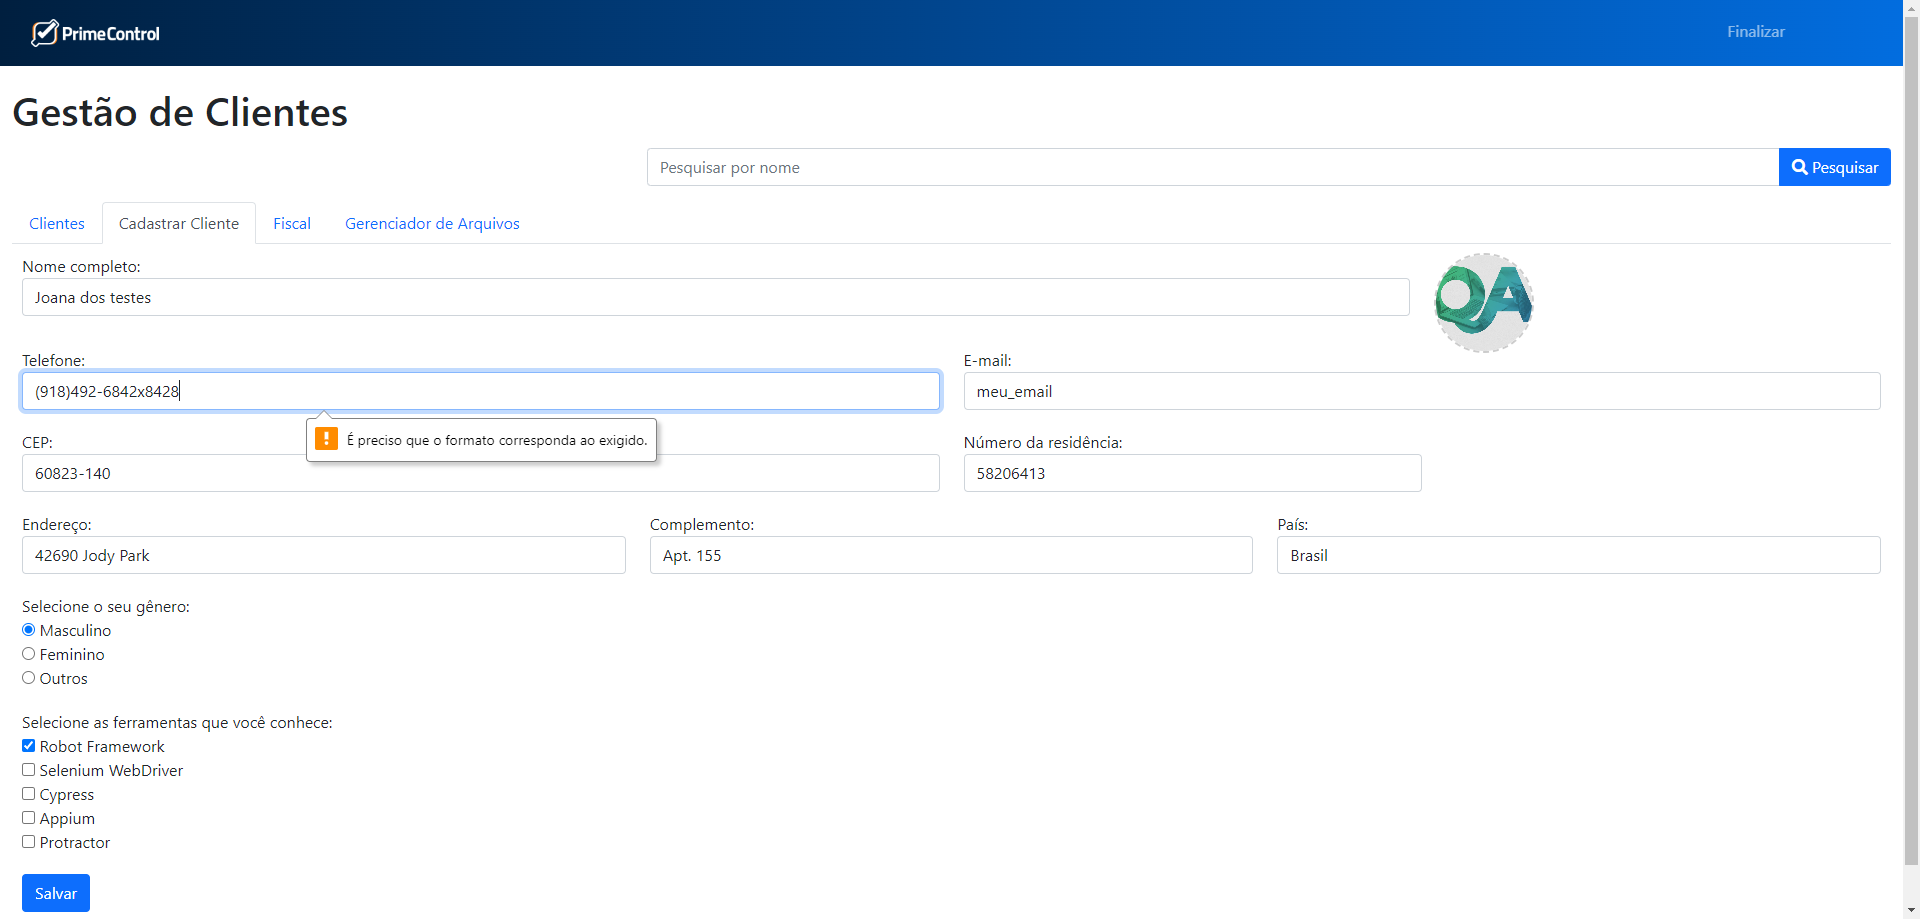 PrimeControl
Finalizar
Gestão de Clientes
Pesquisar por nome
Pesquisar
Clientes
Cadastrar Cliente
Fiscal
Gerenciador de Arquivos
Nome completo:
Joana dos testes
QA
Telefone:
E-mail:
(918)492-6842x8428
meu_email
É preciso que o formato corresponda ao exigido.
CEP:
Número da residência:
60823-140
58206413
Endereço:
Complemento:
País:
42690 Jody Park
Apt. 155
Brasil
Selecione o seu gênero:
Masculino
Feminino
Outros
Selecione as ferramentas que você conhece:
Robot Framework
Selenium WebDriver
Cypress
Appium
Protractor
Salvar